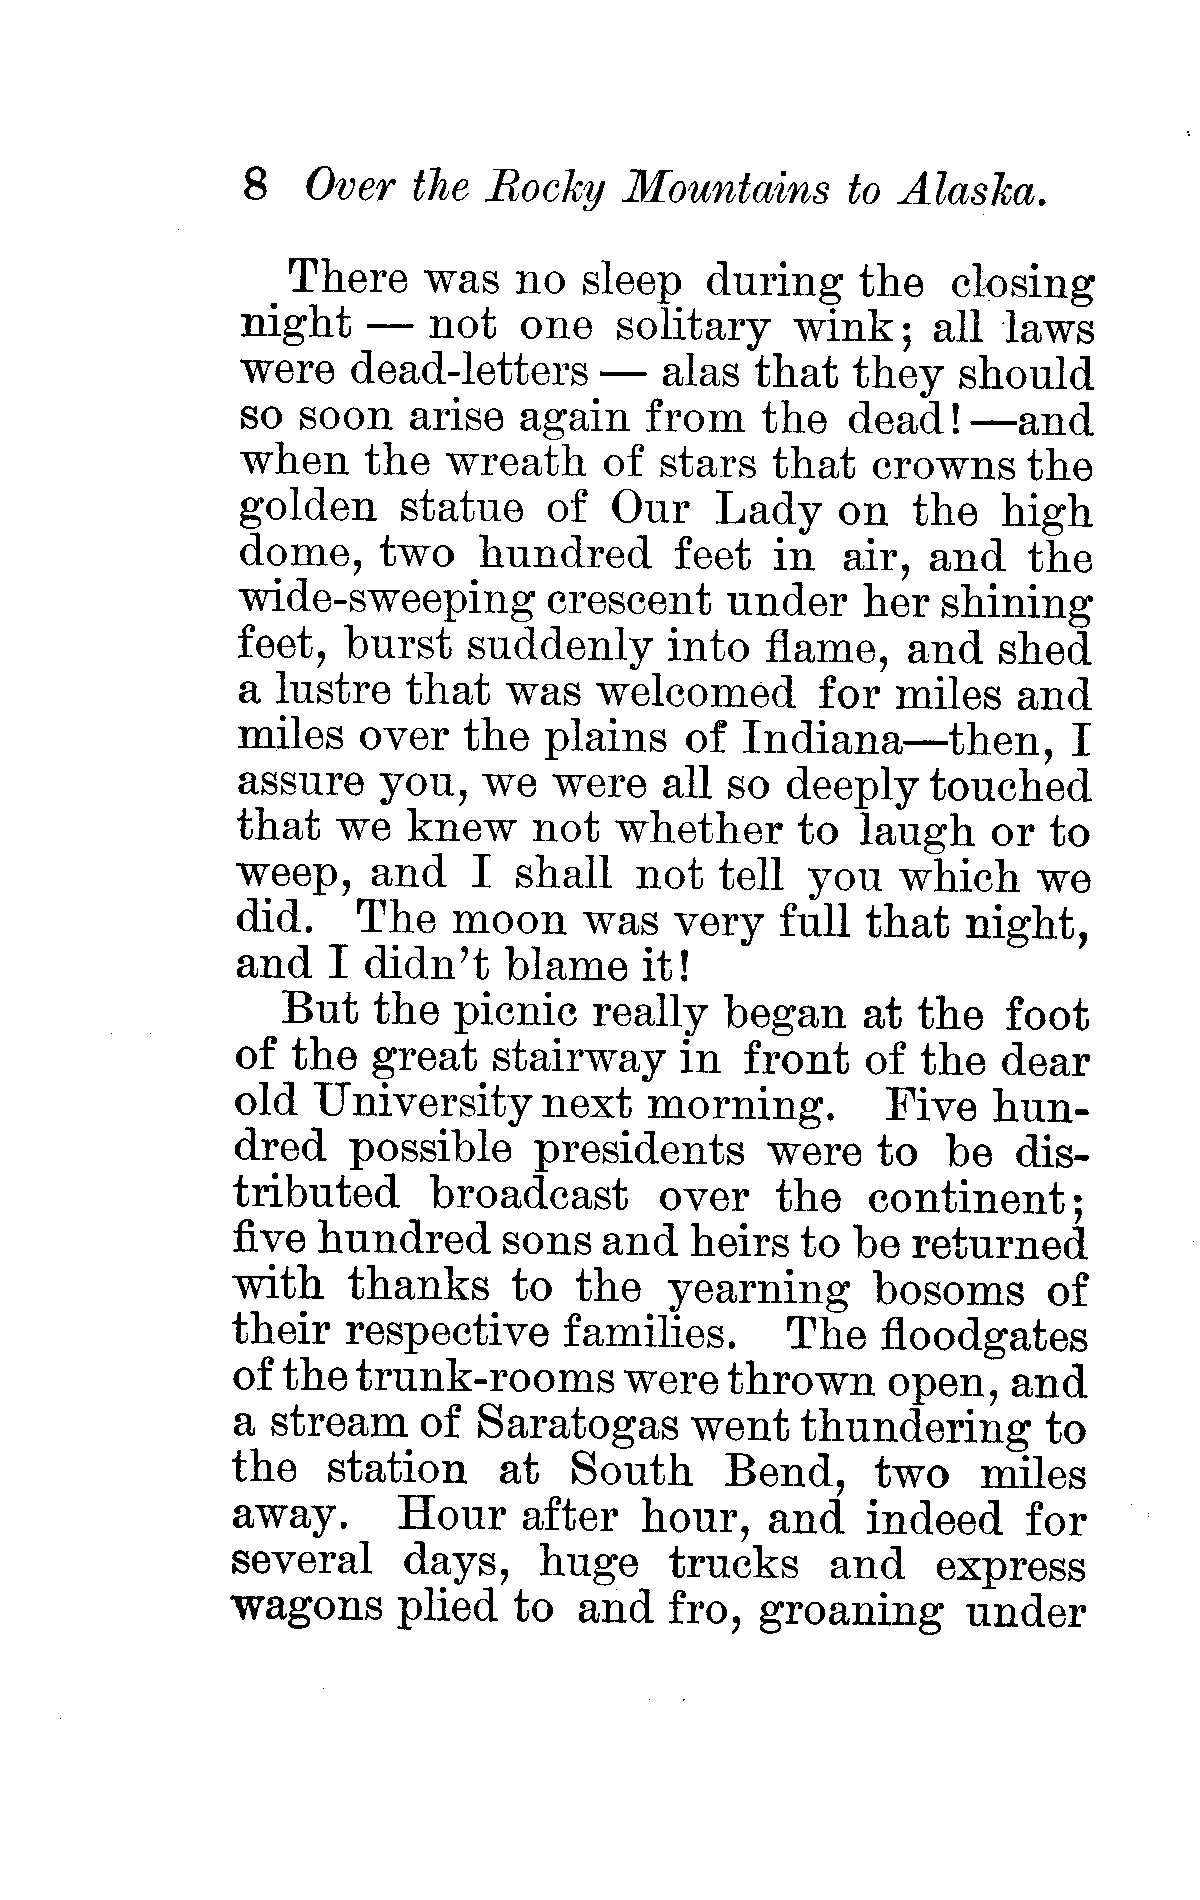 8 Over the Rocky Mountains to Alaska.
There was no sleep during the closing
night — not one solitary wink; all laws
were dead-letters — alas that they should
so soon arise again from the dead! —and
when the wreath of stars that crowns the
golden statue of Our Lady on the high
dome, two hundred feet in air, and the
wide-sweeping crescent under her shining
feet, burst suddenly into flame, and shed
a lustre that was welcomed for miles and
miles over the plains of Indiana—then, I
assure you, we were all so deeply touched
that we knew not whether to laugh or to
weep, and I shall not tell you which we
did. The moon was very full that night,
and I didn't blame it!
But the picnic really began at the foot
of the great stairway in front of the dear
old University next morning. Five hun-
dred possible presidents were to be dis-
tributed broadcast over the continent;
five hundred sons and heirs to be returned
with thanks to the yearning bosoms of
their respective families. The floodgates
of the trunk-rooms were thrown open, and
a stream of Saratogas went thundering to
the station at South Bend, two miles
away. Hour after hour, and indeed for
several days, huge trucks and express
wagons plied to and fro, groaning under